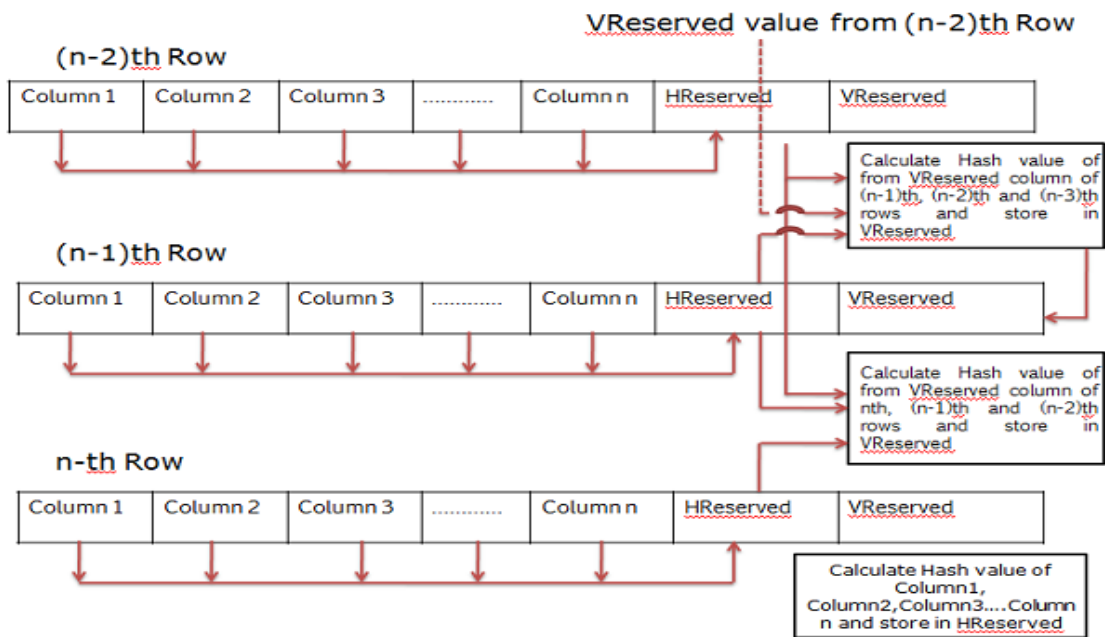 VReserved value from (n-2)th Row
(n-2)th Row
Column 1 Column 2 Column 3 ............ Column n HReserved VReserved
Calculate Hash value of
from VReserved column of
(n-1)th, (n-2)th and (n-3)th
rows and store in
VReserved
(n-1)th Row
Column 1 Column 2 Column 3 ............ Column n HReserved VReserved
Calculate Hash value of
from VReserved column of
nth, (n-1)th and (n-2)th
rows and store in
VReserved
n-th Row
Column 1 Column 2 Column 3 ............ Column n HReserved VReserved
Calculate Hash value of
Column1,
Column2,Column3....Column
n and store in HReserved